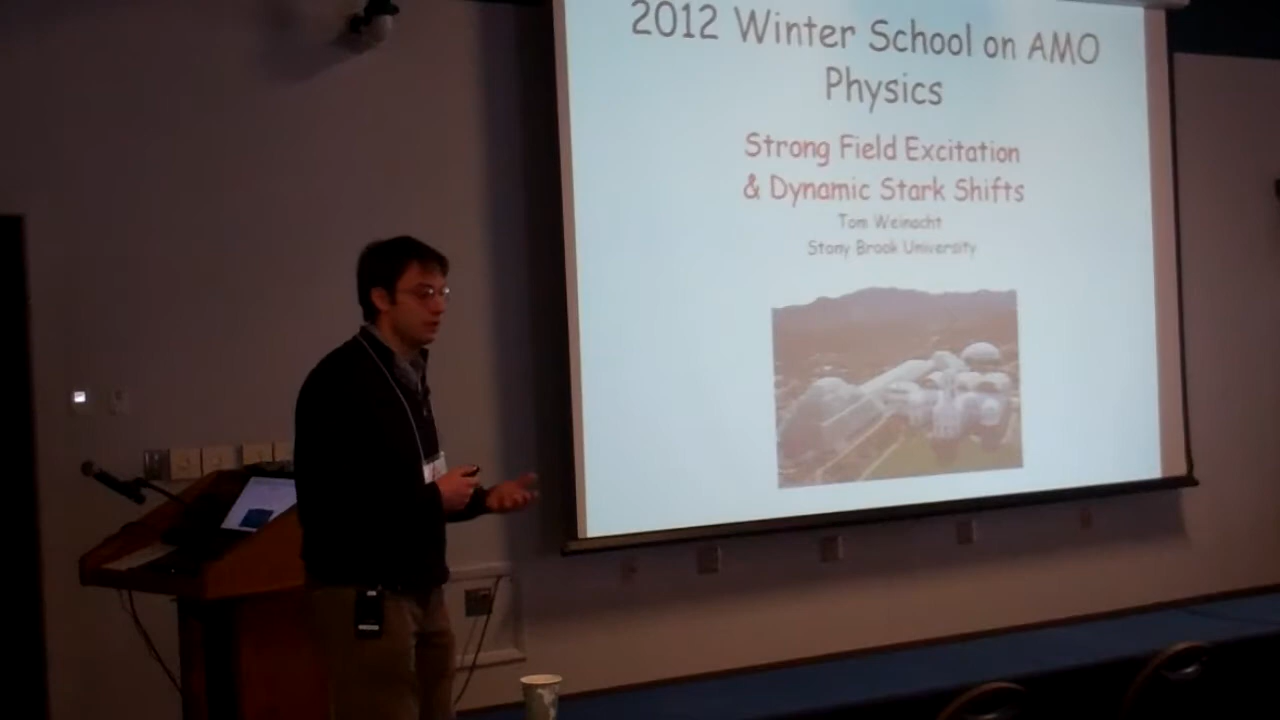 2012 Winter School on AMO
Physics
Strong Field Excitation
& Dynamic Stark Shifts
Tom Weinacht
Stony Brook University